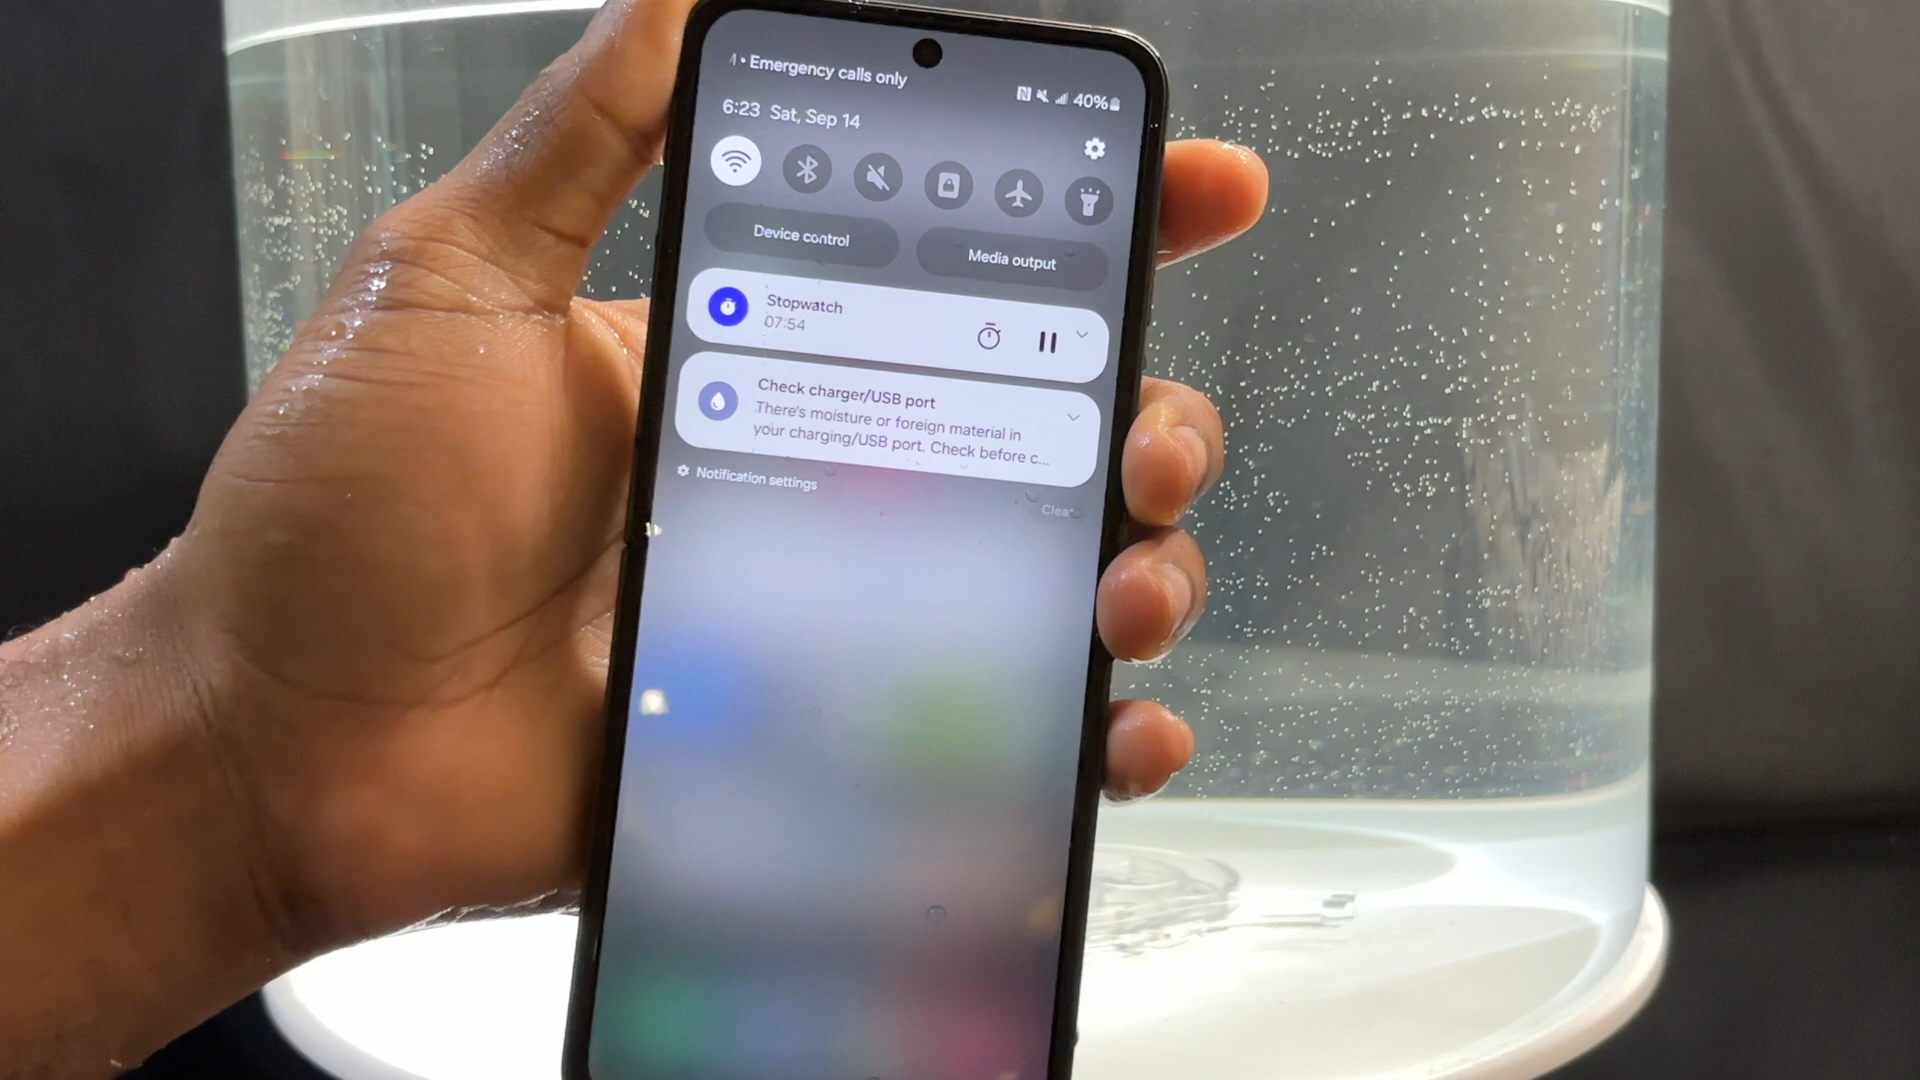 • Emergency calls only
40%
6:23 Sat, Sep 14
Device control
Media output
Stopwatch
07:54
Check charger/USB port
There's moisture or foreign material in
your charging/USB port. Check before c...
Notification settings
Clear